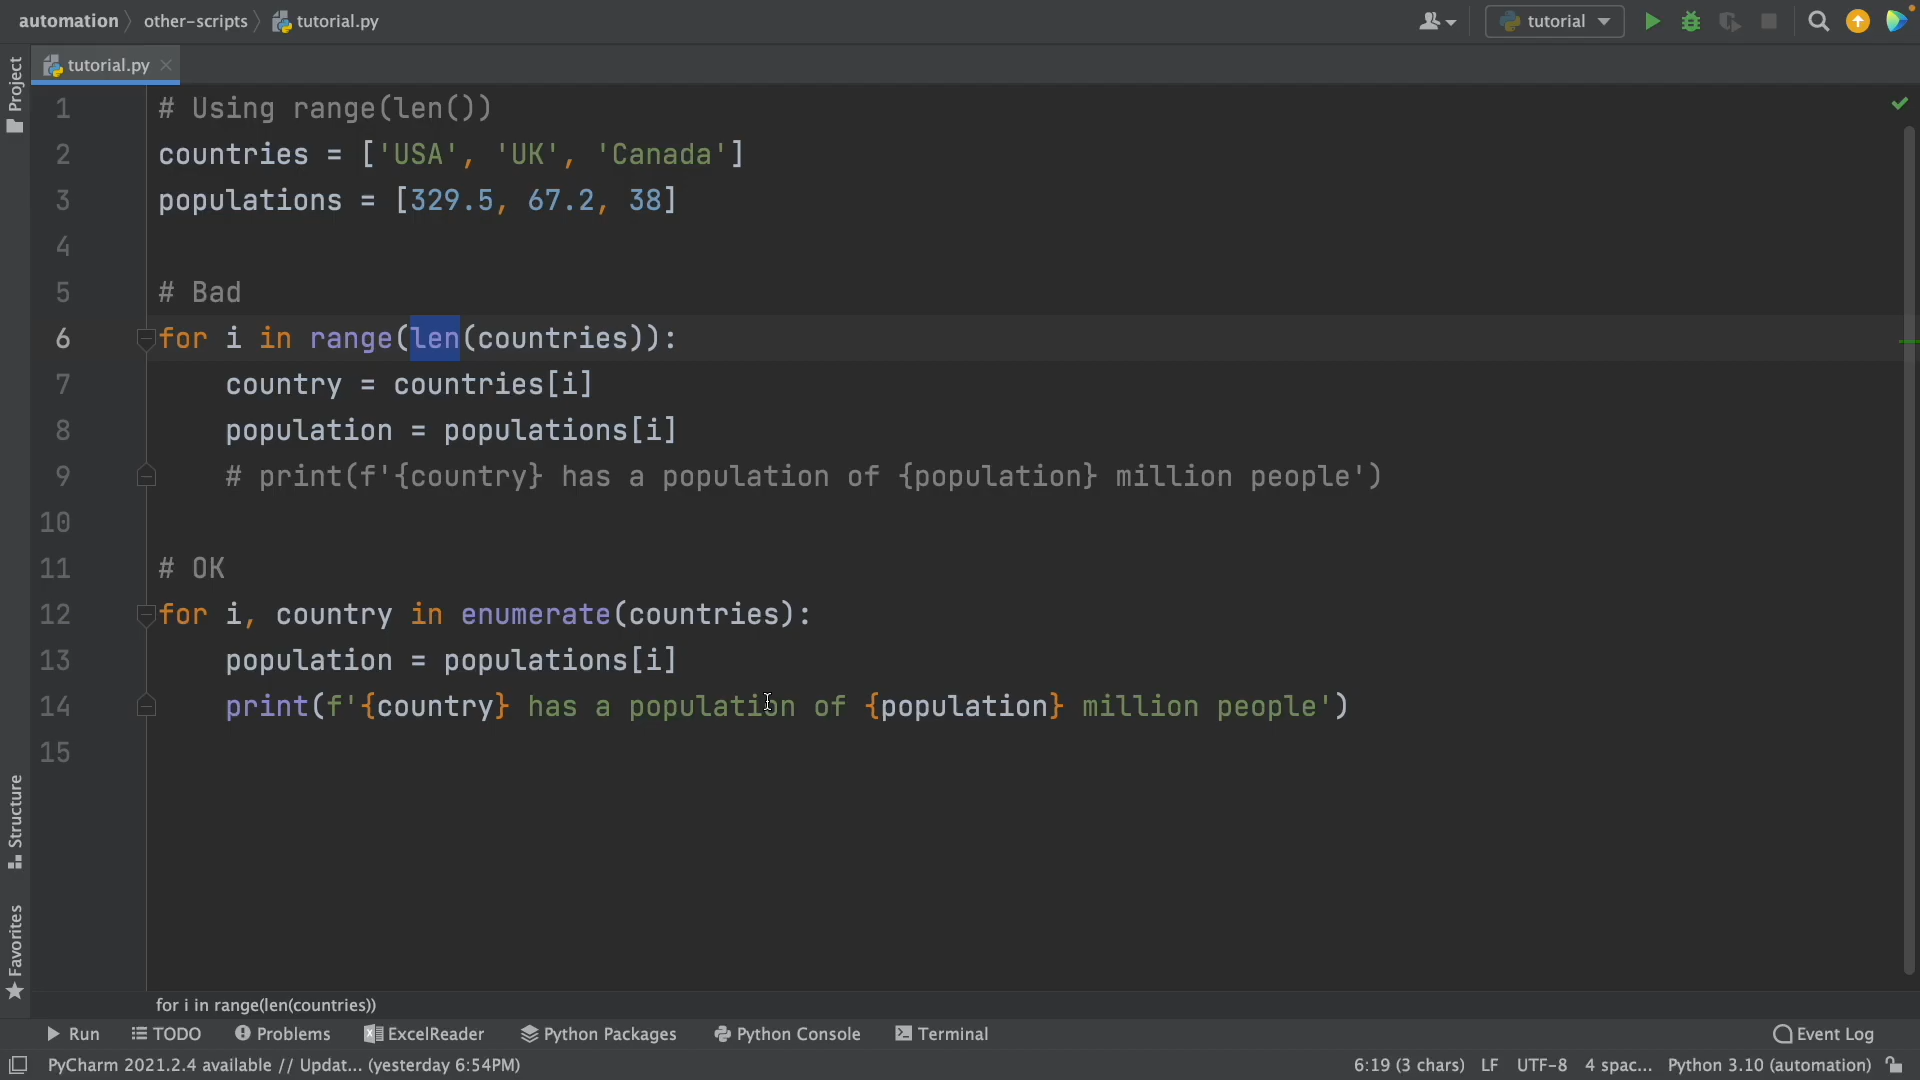 automation other-scripts tutorial.py tutorial
Project tutorial.py
1 # Using range(len())
2 countries = ['USA', 'UK', 'Canada']
3 populations = [329.5, 67.2, 38]
4
5 # Bad
6 for i in range(len(countries)):
7 country = countries[i]
8 population = populations[i]
9 # print(f'{country} has a population of {population} million people')
10
11 # OK
12 for i, country in enumerate(countries):
13 population = populations[i]
14 print(f'{country} has a population of {population} million people')
15
Structure
Favorites
for i in range(len(countries))
Run TODO Problems ExcelReader Python Packages Python Console Terminal Event Log
PyCharm 2021.2.4 available // Updat... (yesterday 6:54PM) 6:19 (3 chars) LF UTF-8 4 spac... Python 3.10 (automation)